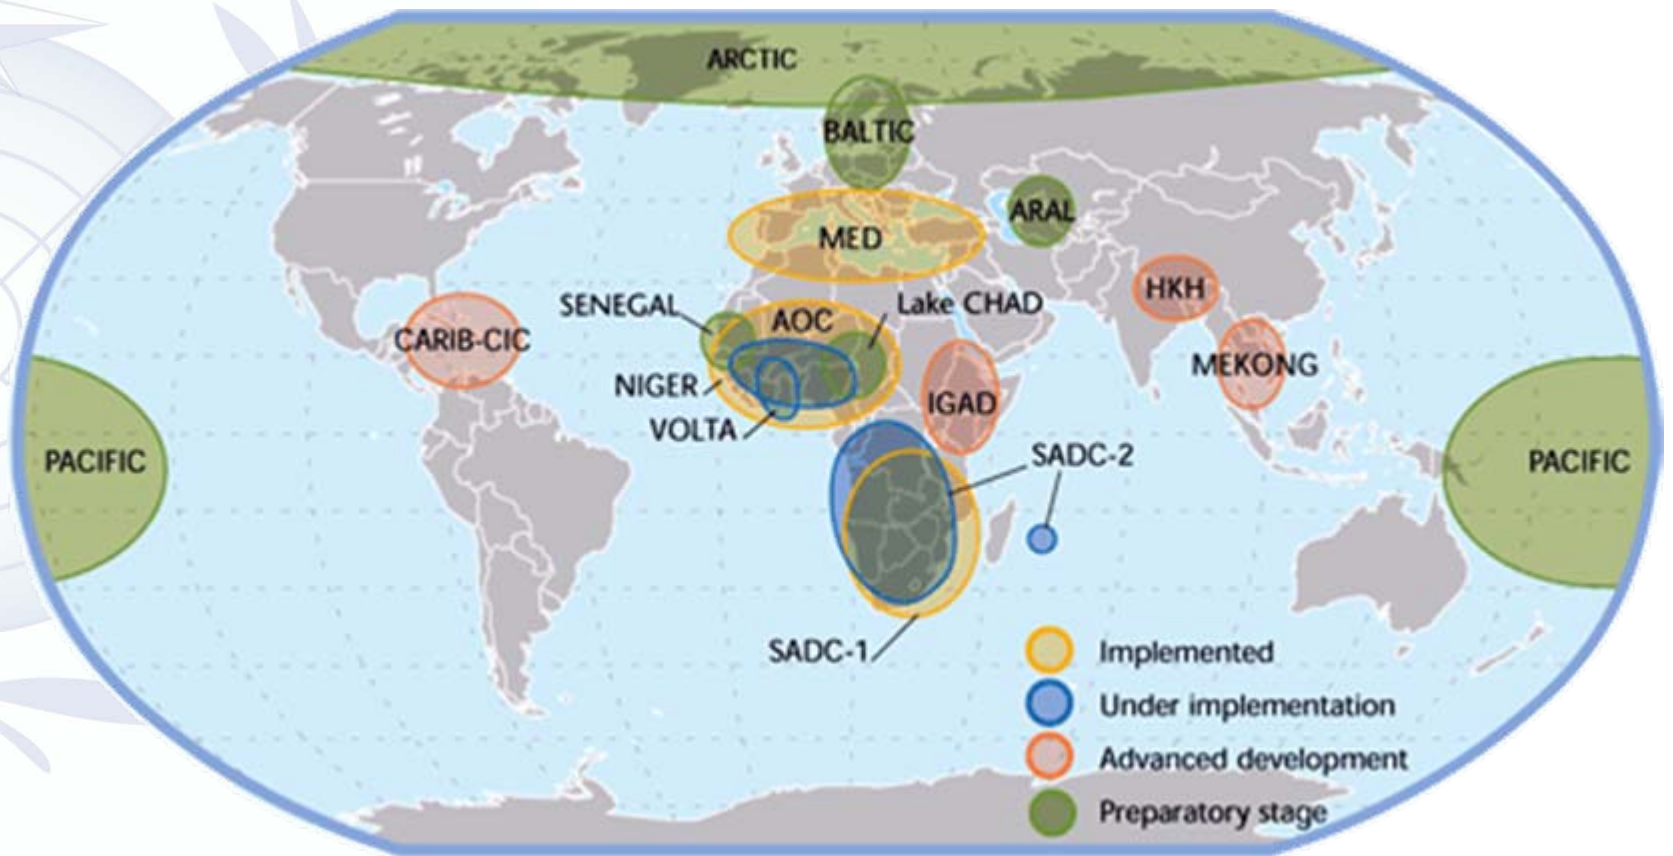 ARCTIC
BALTIC
ARAL
MED
HKH
SENEGAL
AOC
Lake CHAD
CARIB-CIC
MEKONG
NIGER
IGAD
VOLTA
SADC-2
PACIFIC
PACIFIC
SADC-1
Implemented
Under implementation
Advanced development
Preparatory stage